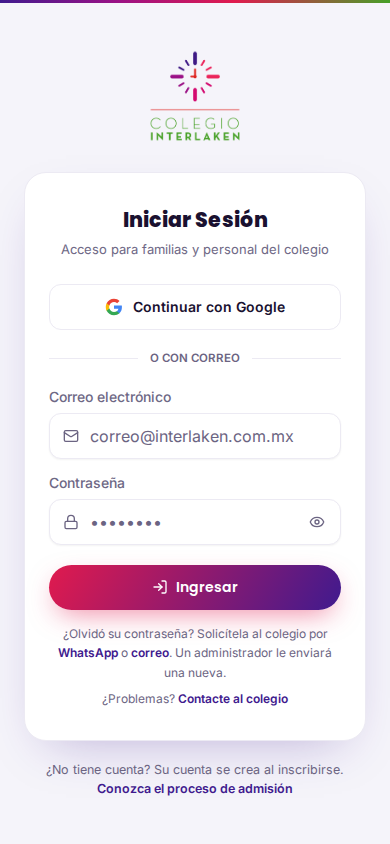 COLEGIO
INTERLAKEN
Iniciar Sesión
Acceso para familias y personal del colegio
Continuar con Google
O CON CORREO
Correo electrónico
correo@interlaken.com.mx
Contraseña
••••••••
Ingresar
¿Olvidó su contraseña? Solicítela al colegio por
WhatsApp o correo. Un administrador le enviará
una nueva.
¿Problemas? Contacte al colegio
¿No tiene cuenta? Su cuenta se crea al inscribirse.
Conozca el proceso de admisión